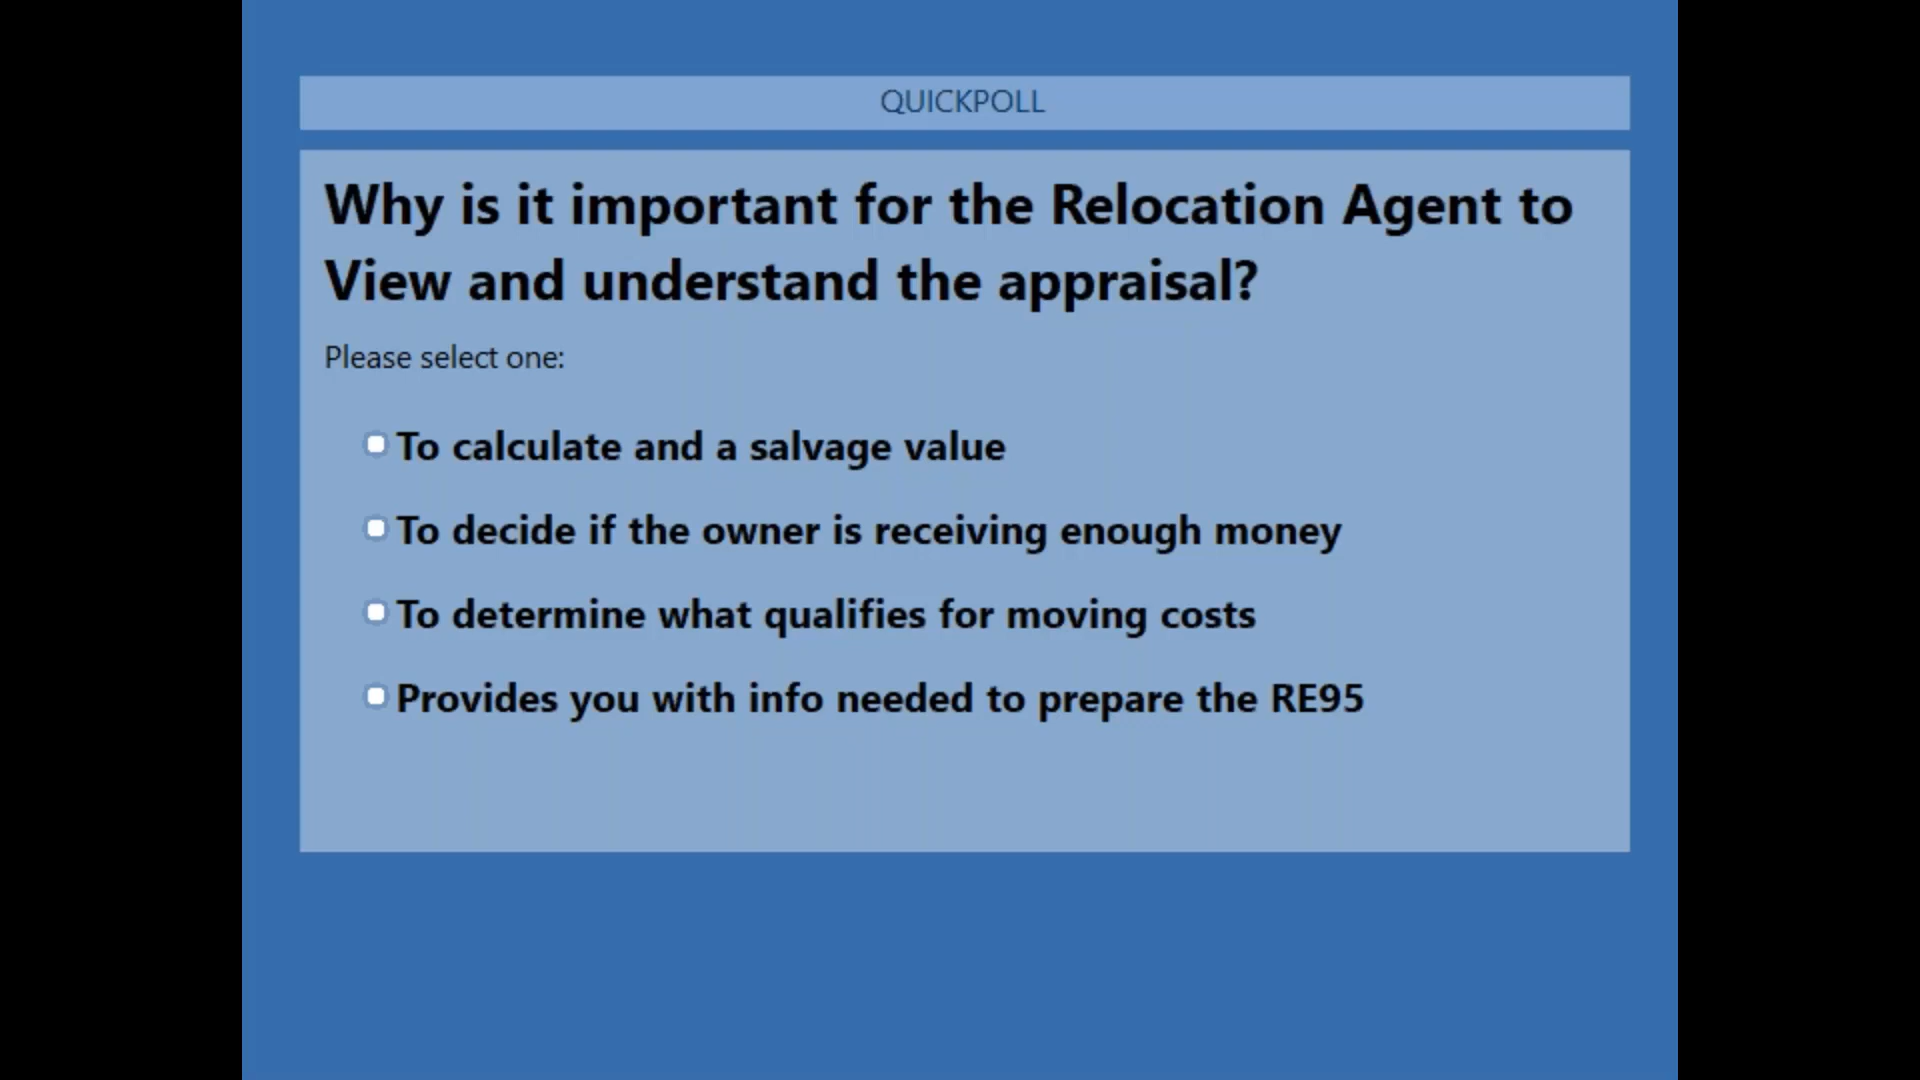 QUICKPOLL
Why is it important for the Relocation Agent to
View and understand the appraisal?
Please select one:
To calculate and a salvage value
To decide if the owner is receiving enough money
To determine what qualifies for moving costs
Provides you with info needed to prepare the RE95